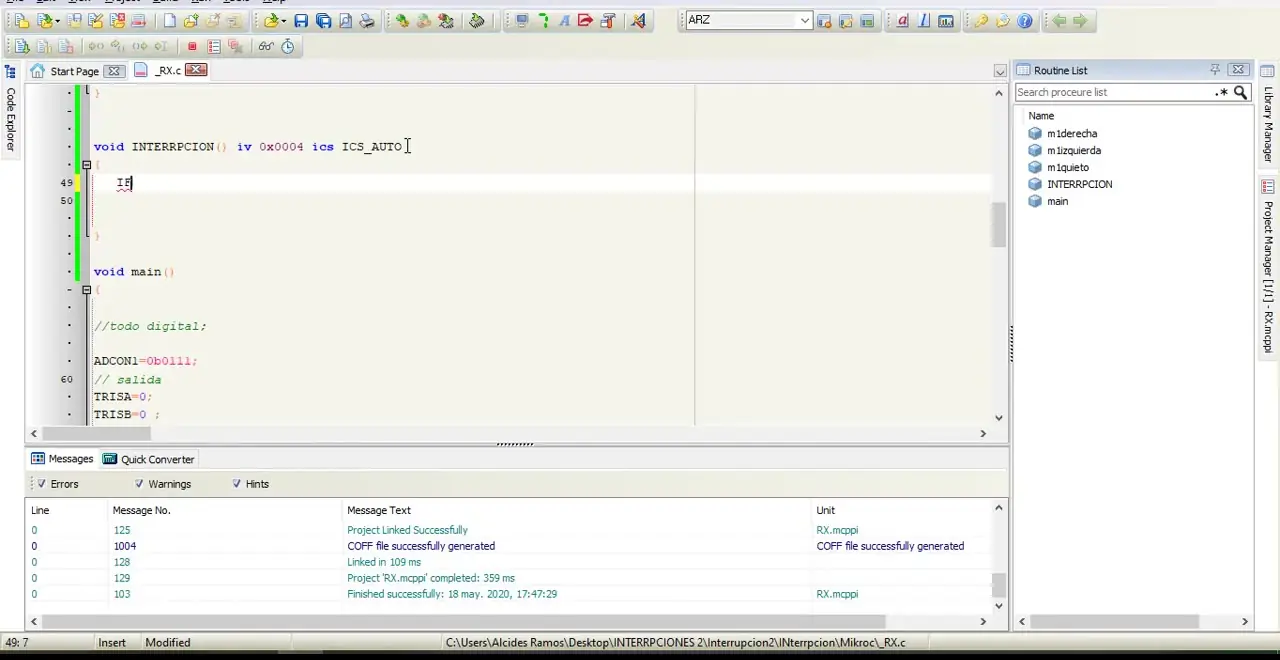 ARZ
Start Page
_RX.c
Code Explorer
}
void INTERRPCION() iv 0x0004 ics ICS_AUTO
{
49
IF
50
}
void main()
{
//todo digital;
ADCON1=0b0111;
60
// salida
TRISA=0;
TRISB=0 ;
Routine List
Search proceure list
.*
Name
m1derecha
m1izquierda
m1quieto
INTERRPCION
main
Library Manager
Project Manager [1/1] - RX.mcppi
Messages
Quick Converter
Errors
Warnings
Hints
Line Message No. Message Text Unit
0 125 Project Linked Successfully RX.mcppi
0 1004 COFF file successfully generated COFF file successfully generated
0 128 Linked in 109 ms
0 129 Project 'RX.mcppi' completed: 359 ms
0 103 Finished successfully: 18 may. 2020, 17:47:29 RX.mcppi
49: 7 Insert Modified C:\Users\Alcides Ramos\Desktop\INTERRPCIONES 2\Interrupcion2\INterrpcion\Mikroc\_RX.c